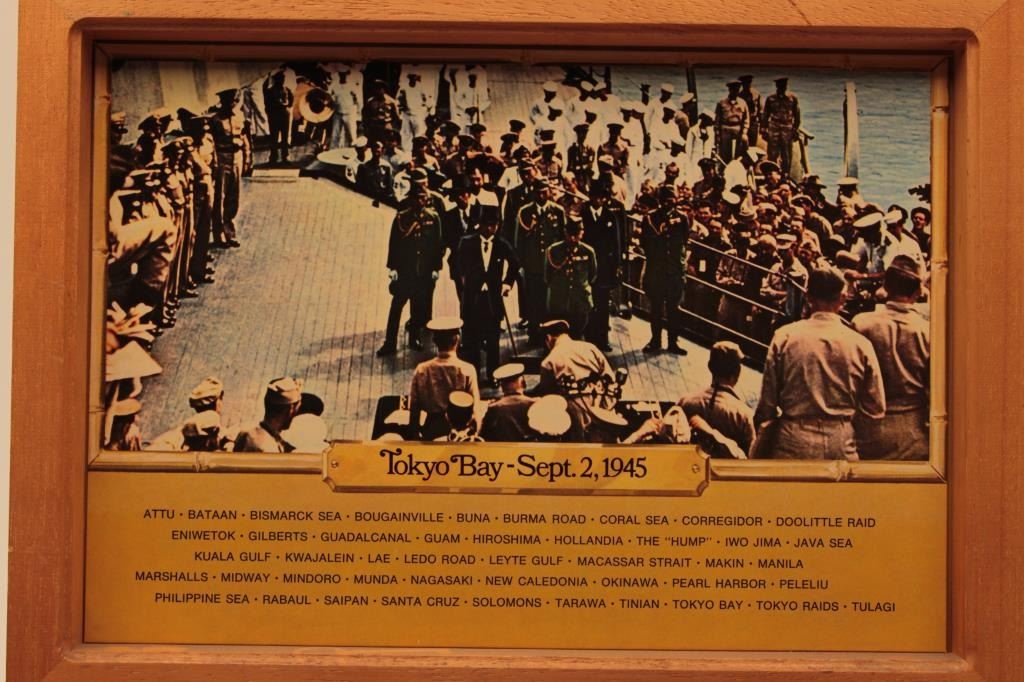 Tokyo Bay - Sept. 2, 1945
ATTU · BATAAN · BISMARCK SEA · BOUGAINVILLE · BUNA · BURMA ROAD · CORAL SEA · CORREGIDOR · DOOLITTLE RAID
ENIWETOK · GILBERTS · GUADALCANAL · GUAM · HIROSHIMA · HOLLANDIA · THE "HUMP" · IWO JIMA · JAVA SEA
KUALA GULF · KWAJALEIN · LAE · LEDO ROAD · LEYTE GULF · MACASSAR STRAIT · MAKIN · MANILA
MARSHALLS · MIDWAY · MINDORO · MUNDA · NAGASAKI · NEW CALEDONIA · OKINAWA · PEARL HARBOR · PELELIU
PHILIPPINE SEA · RABAUL · SAIPAN · SANTA CRUZ · SOLOMONS · TARAWA · TINIAN · TOKYO BAY · TOKYO RAIDS · TULAGI